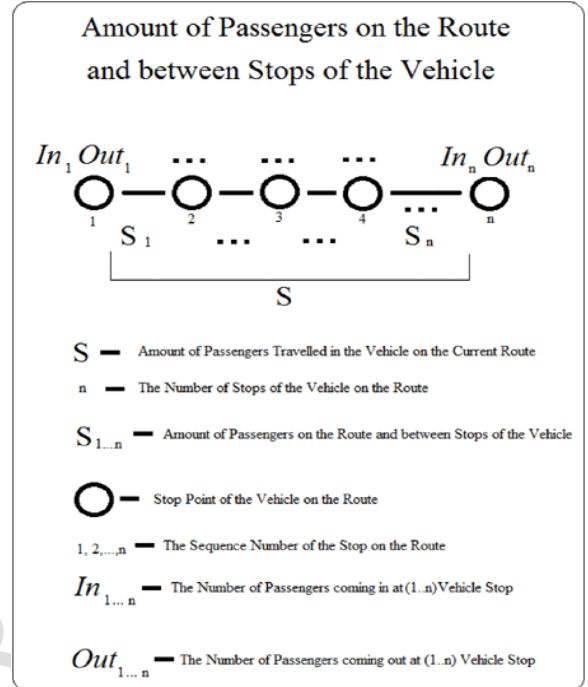 Amount of Passengers on the Route
and between Stops of the Vehicle
In1 Out1 ... ... ... Inn Outn
1 2 3 4 ... n
S1 ... ... Sn
S
S — Amount of Passengers Travelled in the Vehicle on the Current Route
n — The Number of Stops of the Vehicle on the Route
S1...n — Amount of Passengers on the Route and between Stops of the Vehicle
— Stop Point of the Vehicle on the Route
1, 2,...,n — The Sequence Number of the Stop on the Route
In1...n — The Number of Passengers coming in at (1..n) Vehicle Stop
Out1...n — The Number of Passengers coming out at (1..n) Vehicle Stop